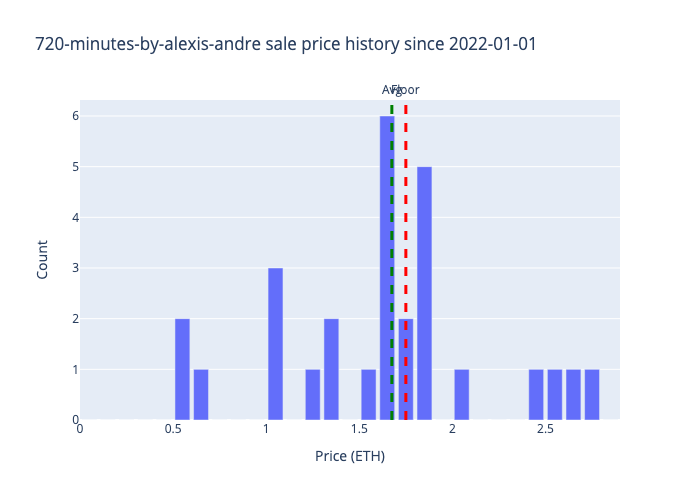 720-minutes-by-alexis-andre sale price history since 2022-01-01
Avg Floor
6
5
4
3
2
1
0
Count
0 0.5 1 1.5 2 2.5
Price (ETH)